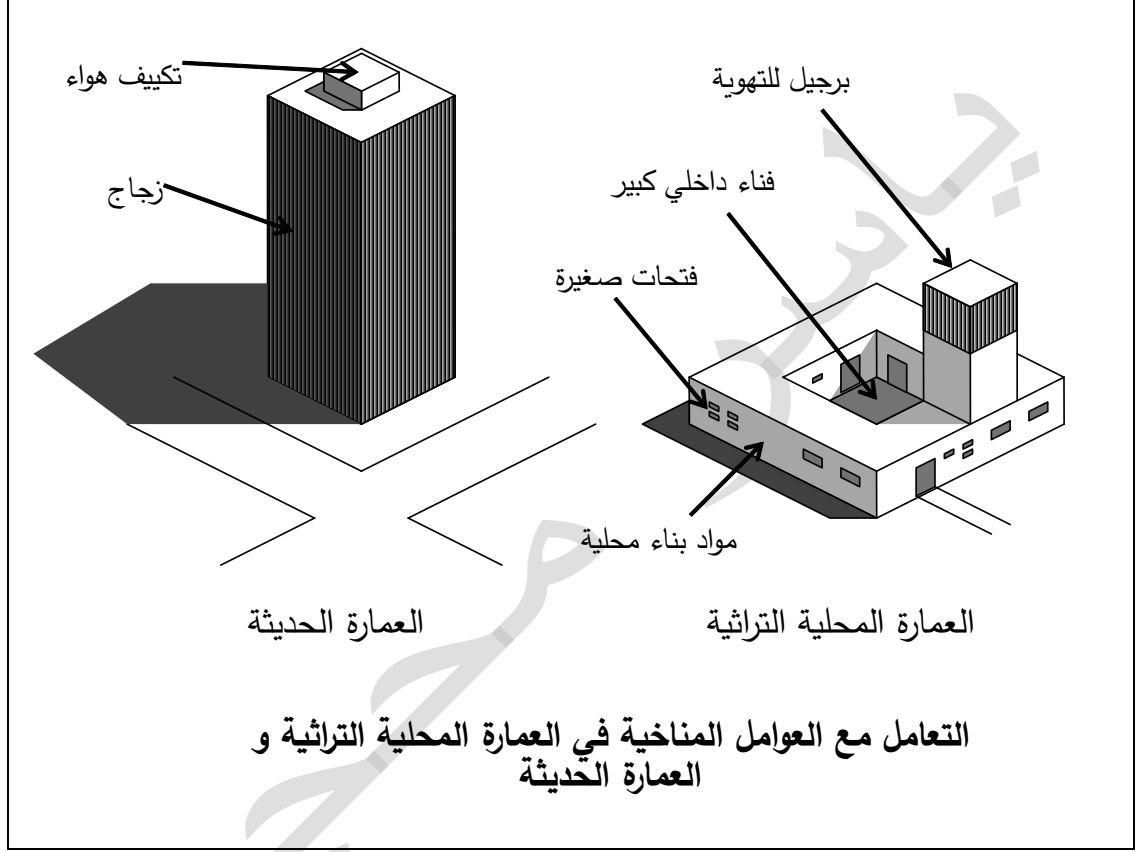 برجيل للتهوية
تكييف هواء
فناء داخلي كبير
زجاج
فتحات صغيرة
مواد بناء محلية
العمارة المحلية التراثية
العمارة الحديثة
التعامل مع العوامل المناخية في العمارة المحلية التراثية و
العمارة الحديثة